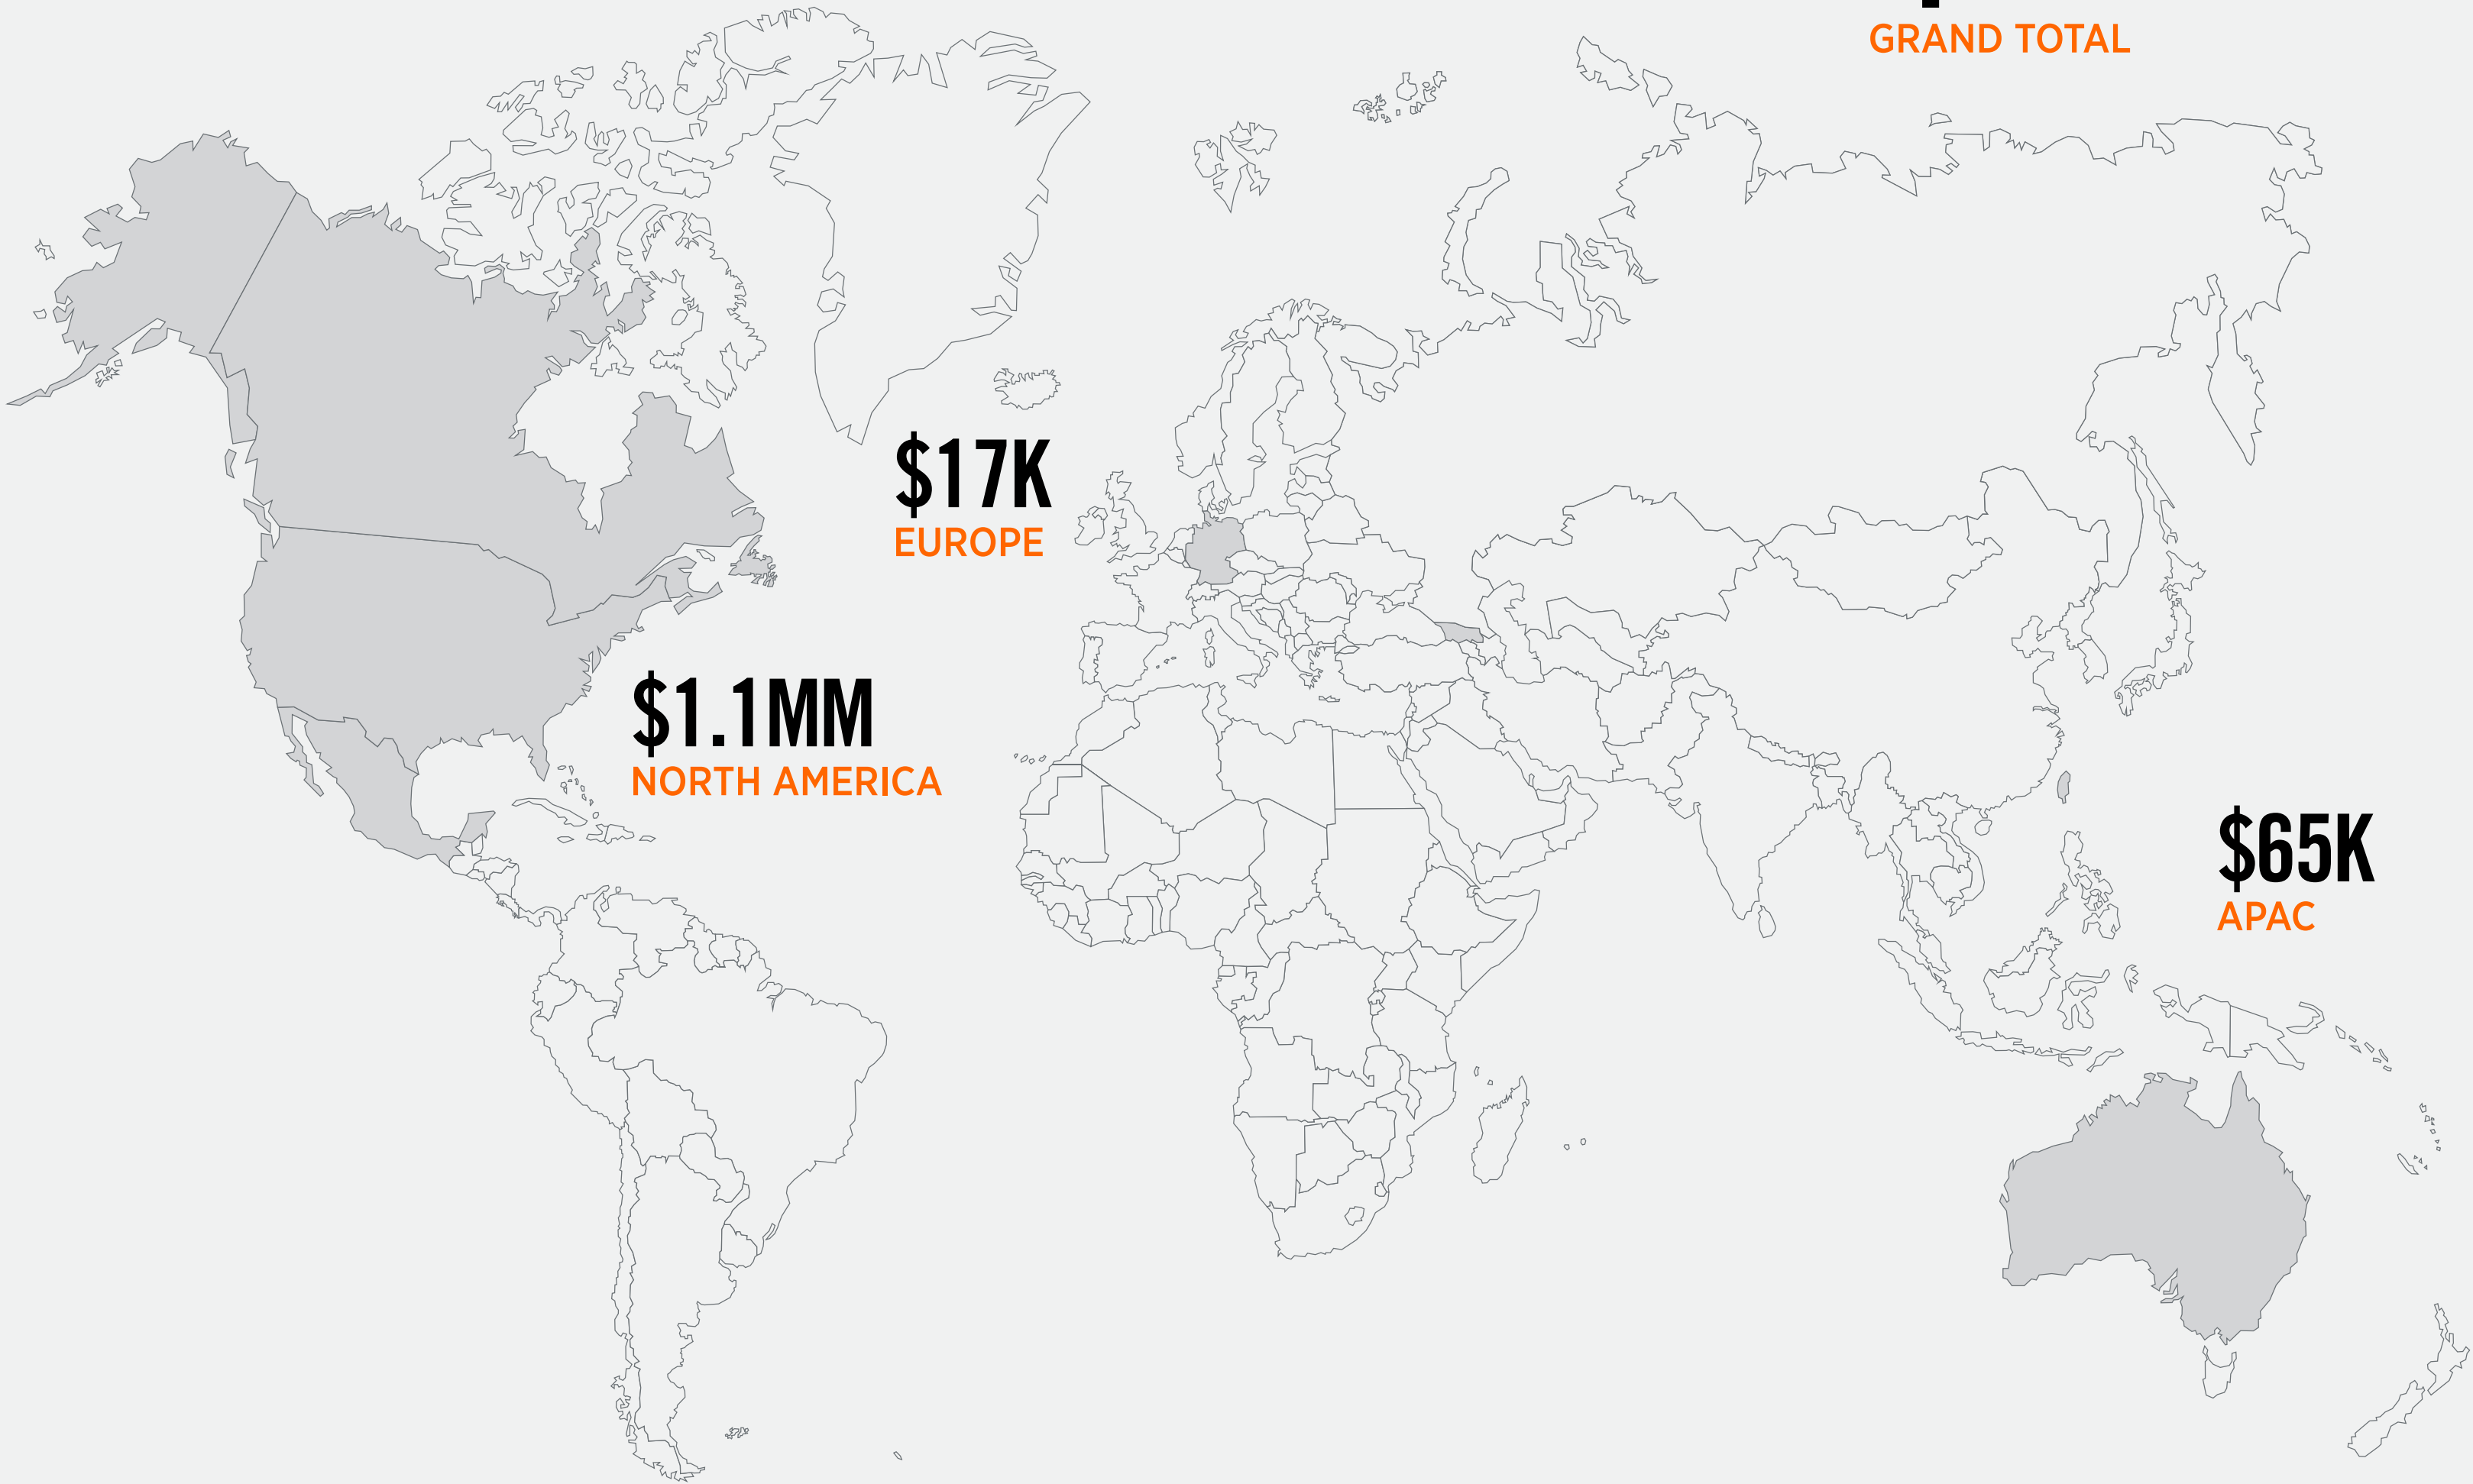 GRAND TOTAL
$17K
EUROPE
$1.1MM
NORTH AMERICA
$65K
APAC